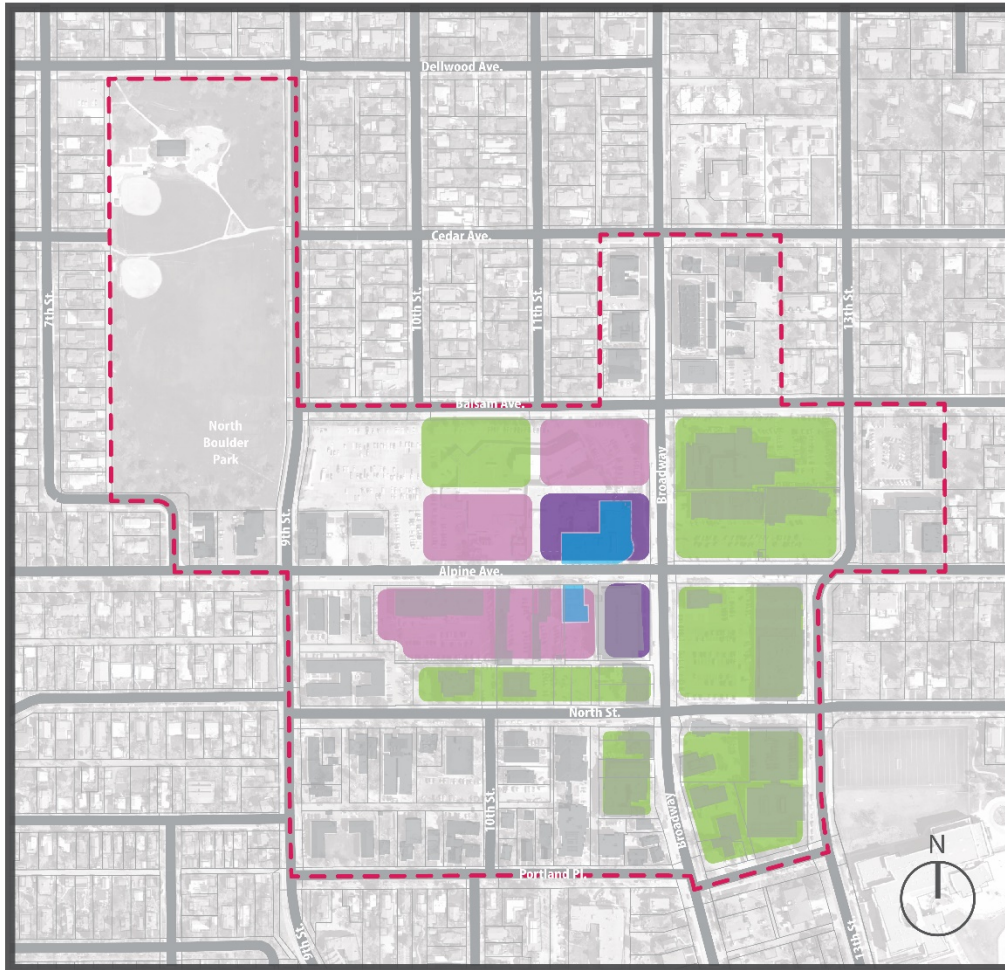 Dellwood Ave.
Cedar Ave.
7th St.
10th St.
11th St.
13th St.
Balsam Ave.
North
Boulder
Park
Broadway
9th St.
Alpine Ave.
North St.
10th St.
Broadway
Portland Pl.
N
9th St.
13th St.